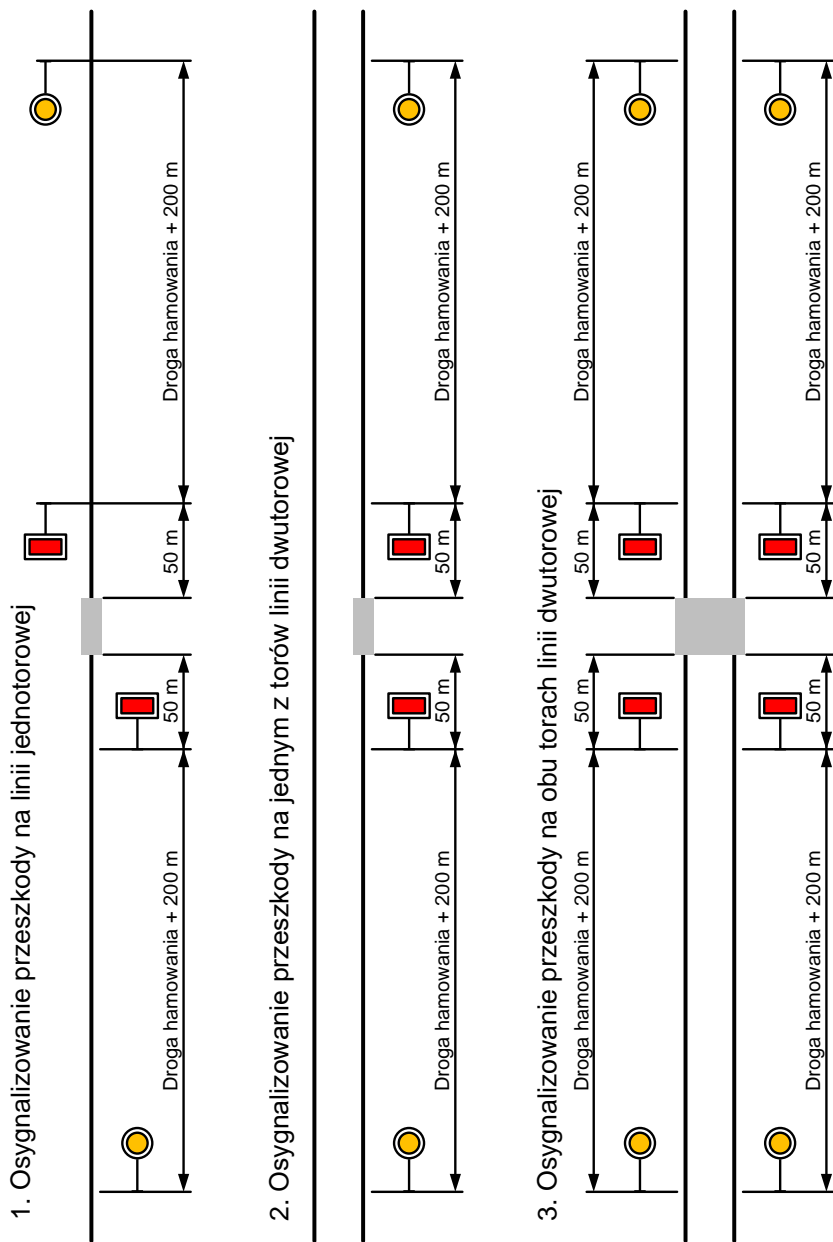 1. Osygnalizowanie przeszkody na linii jednotorowej
Droga hamowania + 200 m
50 m
50 m
Droga hamowania + 200 m
2. Osygnalizowanie przeszkody na jednym z torów linii dwutorowej
Droga hamowania + 200 m
50 m
50 m
Droga hamowania + 200 m
3. Osygnalizowanie przeszkody na obu torach linii dwutorowej
Droga hamowania + 200 m
50 m
50 m
Droga hamowania + 200 m
Droga hamowania + 200 m
50 m
50 m
Droga hamowania + 200 m